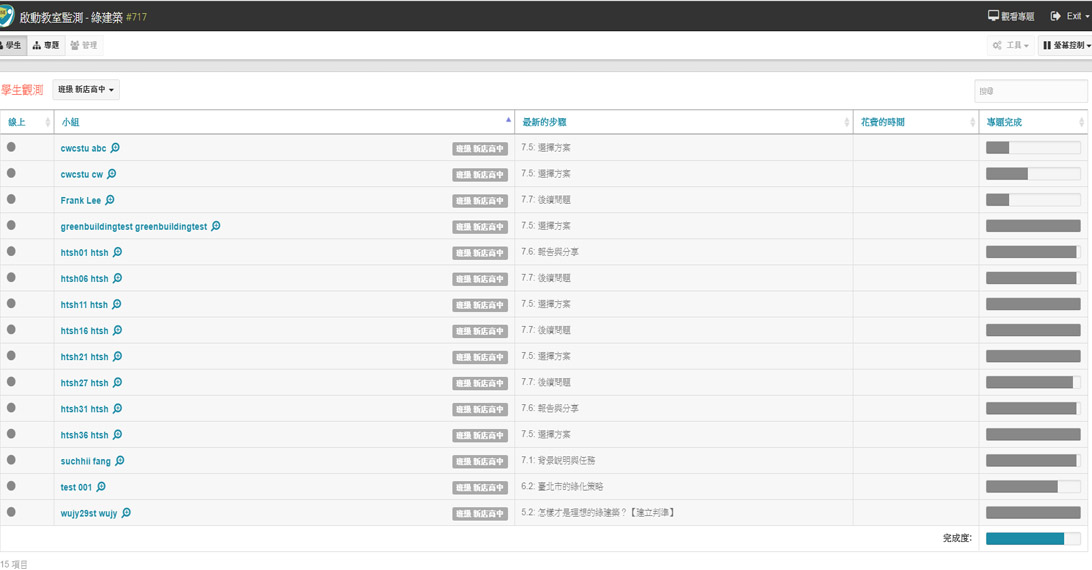 啟動教室監測 - 綠建築 #717
觀看專題 Exit
學生 專題 管理
工具 螢幕控制
學生觀測 班級 新店高中
搜尋
線上 小組 最新的步驟 花費的時間 專題完成
cwcstu abc 班級 新店高中 7.5: 選擇方案
cwcstu cw 班級 新店高中 7.5: 選擇方案
Frank Lee 班級 新店高中 7.7: 後續問題
greenbuildingtest greenbuildingtest 班級 新店高中 7.5: 選擇方案
htsh01 htsh 班級 新店高中 7.6: 報告與分享
htsh06 htsh 班級 新店高中 7.7: 後續問題
htsh11 htsh 班級 新店高中 7.5: 選擇方案
htsh16 htsh 班級 新店高中 7.7: 後續問題
htsh21 htsh 班級 新店高中 7.5: 選擇方案
htsh27 htsh 班級 新店高中 7.7: 後續問題
htsh31 htsh 班級 新店高中 7.6: 報告與分享
htsh36 htsh 班級 新店高中 7.5: 選擇方案
suchhii fang 班級 新店高中 7.1: 背景說明與任務
test 001 班級 新店高中 6.2: 臺北市的綠化策略
wujy29st wujy 班級 新店高中 5.2: 怎樣才是理想的綠建築？【建立判準】
完成度:
15 項目